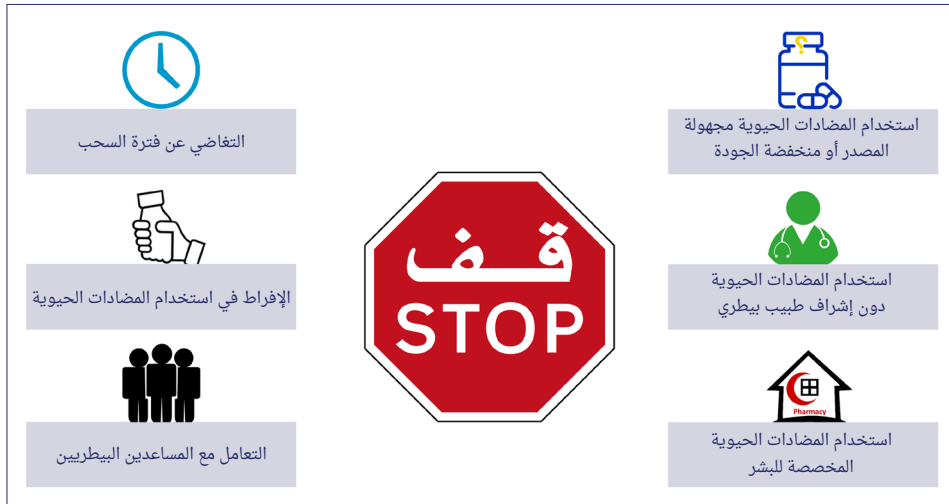 استخدام المضادات الحيوية مجهولة
المصدر أو منخفضة الجودة
استخدام المضادات الحيوية
دون إشراف طبيب بيطري
Pharmacy
استخدام المضادات الحيوية
المخصصة للبشر
قف
STOP
التغاضي عن فترة السحب
الإفراط في استخدام المضادات الحيوية
التعامل مع المساعدين البيطريين